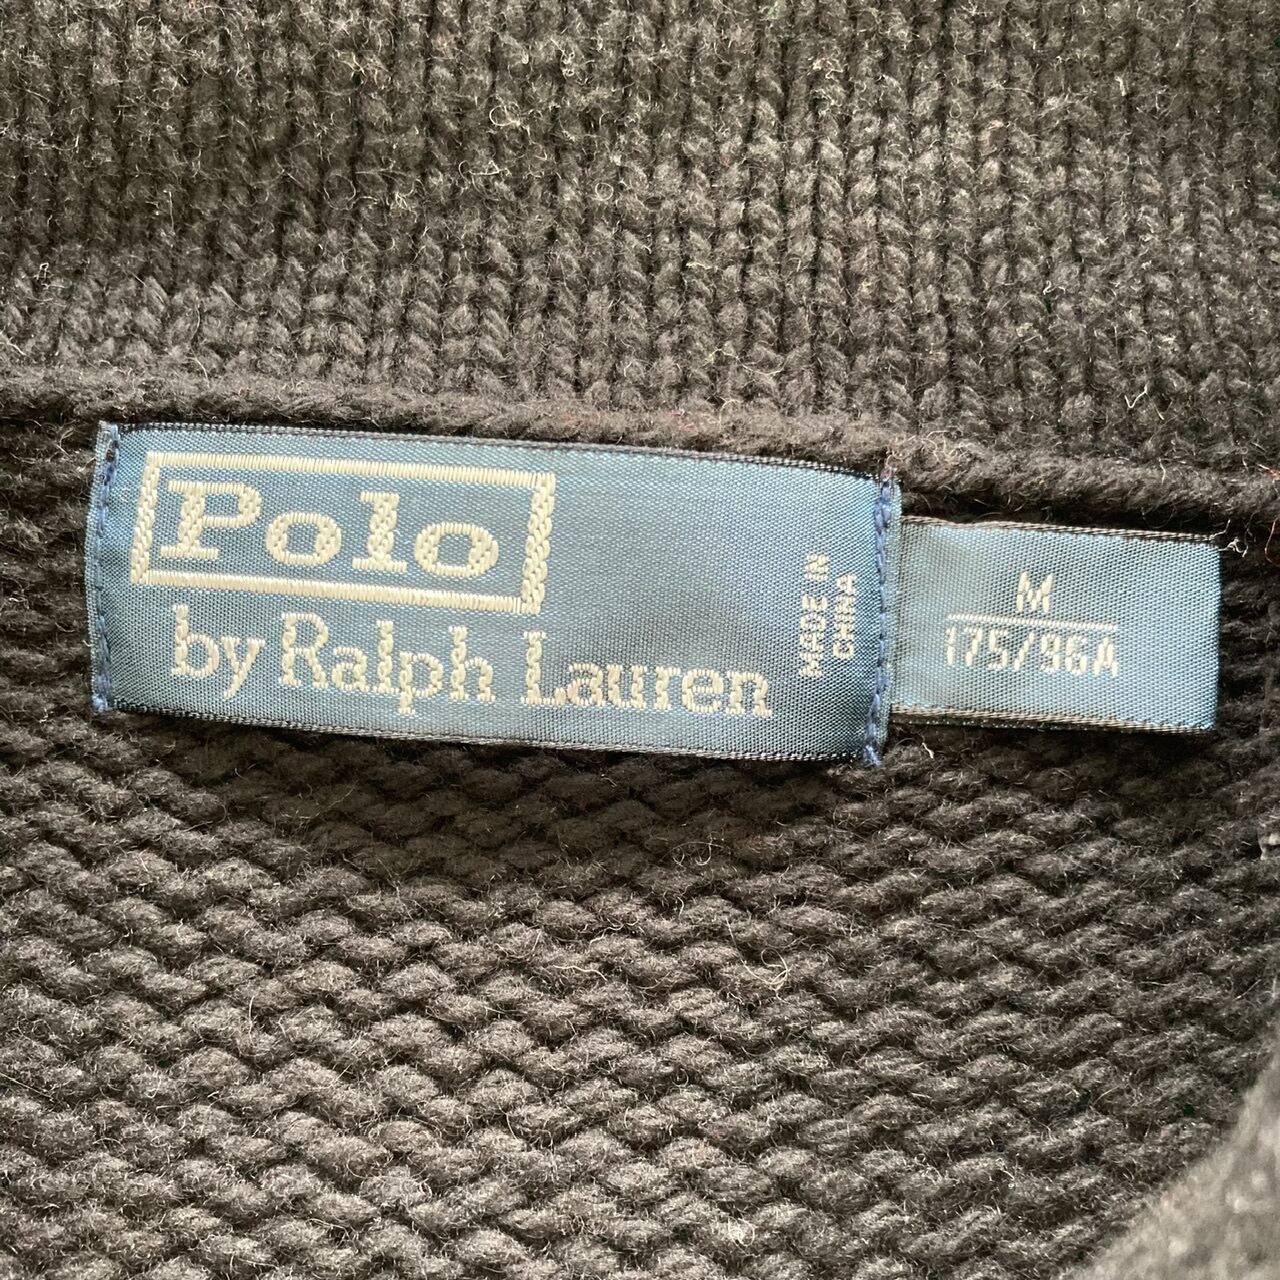 Polo
by Ralph Lauren
MADE IN
CHINA
M
175/96A